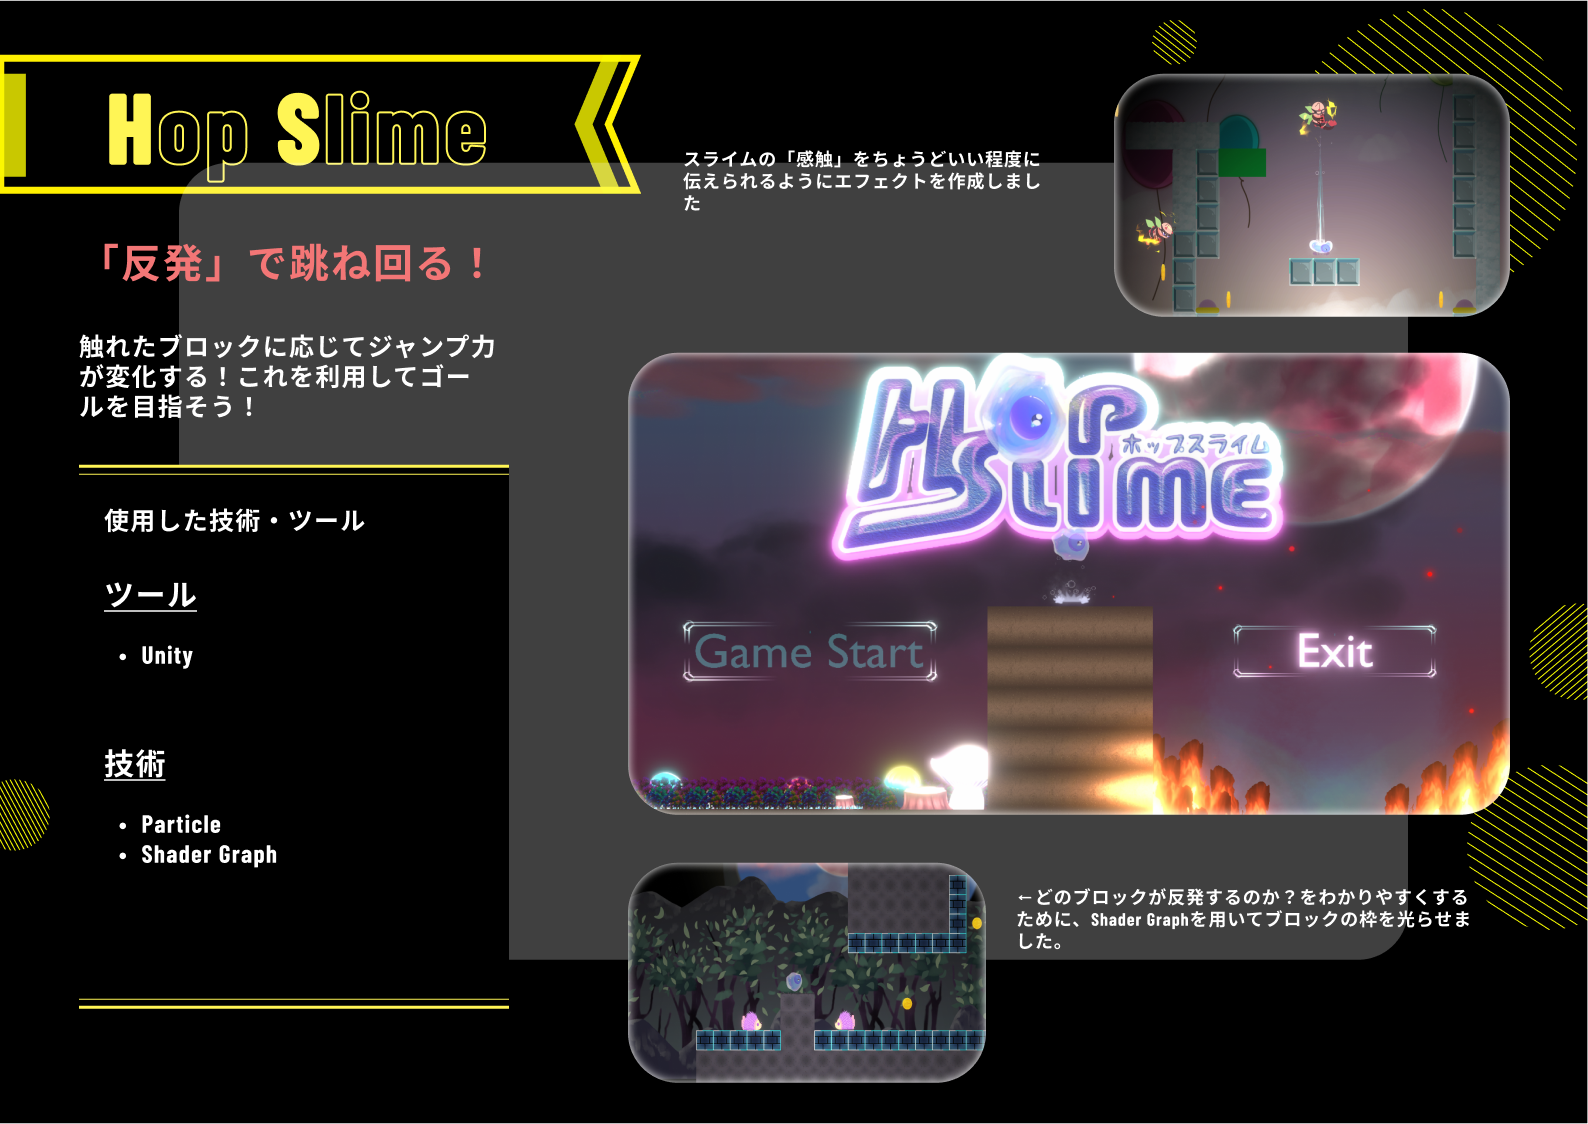 Hop Slime
「反発」で跳ね回る！
触れたブロックに応じてジャンプ力
が変化する！これを利用してゴー
ルを目指そう！
使用した技術・ツール
ツール
• Unity
技術
• Particle
• Shader Graph
スライムの「感触」をちょうどいい程度に
伝えられるようにエフェクトを作成しまし
た
HOP
ホップスライム
SLIME
Game Start
Exit
←どのブロックが反発するのか？をわかりやすくする
ために、Shader Graphを用いてブロックの枠を光らせま
した。